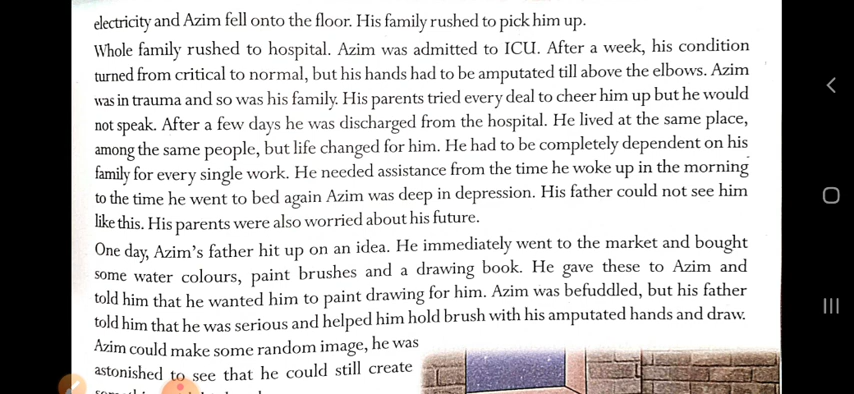 electricity and Azim fell onto the floor. His family rushed to pick him up.
Whole family rushed to hospital. Azim was admitted to ICU. After a week, his condition
turned from critical to normal, but his hands had to be amputated till above the elbows. Azim
was in trauma and so was his family. His parents tried every deal to cheer him up but he would
not speak. After a few days he was discharged from the hospital. He lived at the same place,
among the same people, but life changed for him. He had to be completely dependent on his
family for every single work. He needed assistance from the time he woke up in the morning
to the time he went to bed again Azim was deep in depression. His father could not see him
like this. His parents were also worried about his future.
One day, Azim's father hit up on an idea. He immediately went to the market and bought
some water colours, paint brushes and a drawing book. He gave these to Azim and
told him that he wanted him to paint drawing for him. Azim was befuddled, but his father
told him that he was serious and helped him hold brush with his amputated hands and draw.
Azim could make some random image, he was
astonished to see that he could still create